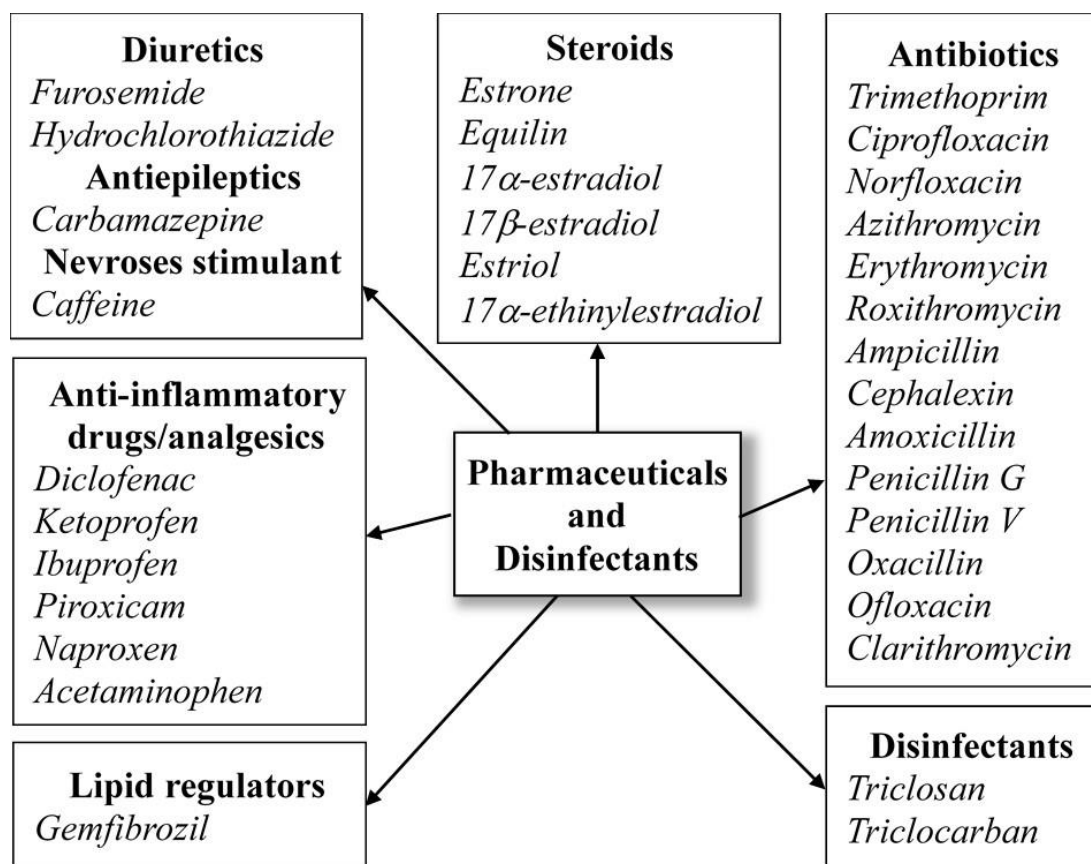 Diuretics
Furosemide
Hydrochlorothiazide
Antiepileptics
Carbamazepine
Nevroses stimulant
Caffeine
Steroids
Estrone
Equilin
17α-estradiol
17β-estradiol
Estriol
17α-ethinylestradiol
Antibiotics
Trimethoprim
Ciprofloxacin
Norfloxacin
Azithromycin
Erythromycin
Roxithromycin
Ampicillin
Cephalexin
Amoxicillin
Penicillin G
Penicillin V
Oxacillin
Ofloxacin
Clarithromycin
Anti-inflammatory
drugs/analgesics
Diclofenac
Ketoprofen
Ibuprofen
Piroxicam
Naproxen
Acetaminophen
Pharmaceuticals
and
Disinfectants
Lipid regulators
Gemfibrozil
Disinfectants
Triclosan
Triclocarban